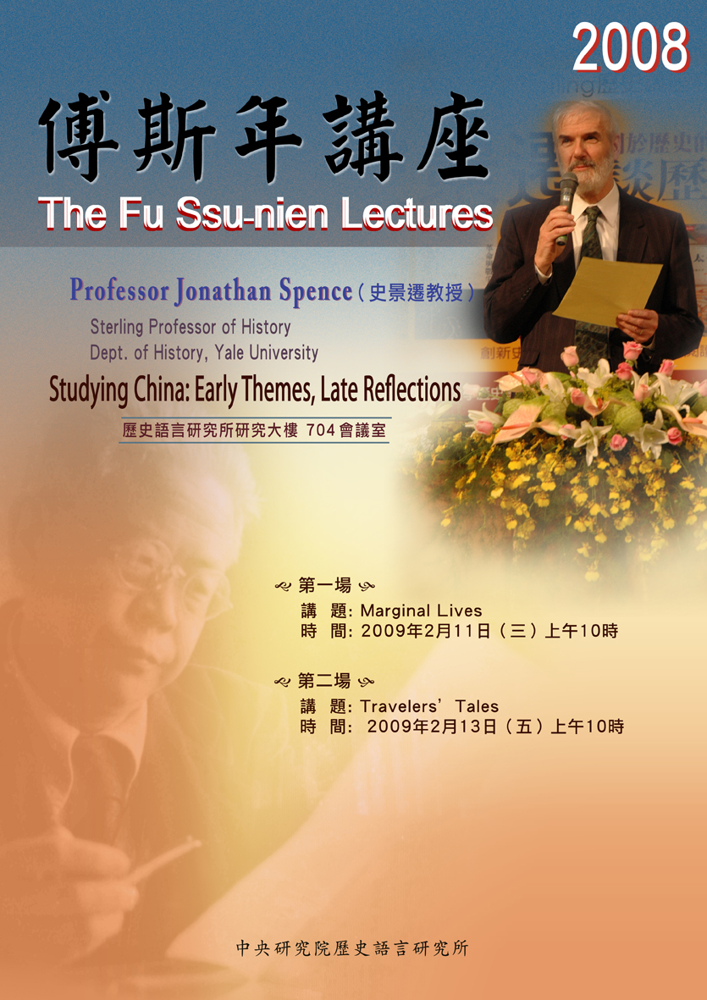 2008
傅斯年講座
The Fu Ssu-nien Lectures
Professor Jonathan Spence（史景遷教授）
Sterling Professor of History
Dept. of History, Yale University
Studying China: Early Themes, Late Reflections
歷史語言研究所研究大樓 704會議室
第一場
講 題: Marginal Lives
時 間: 2009年2月11日（三）上午10時
第二場
講 題: Travelers’ Tales
時 間: 2009年2月13日（五）上午10時
中央研究院歷史語言研究所